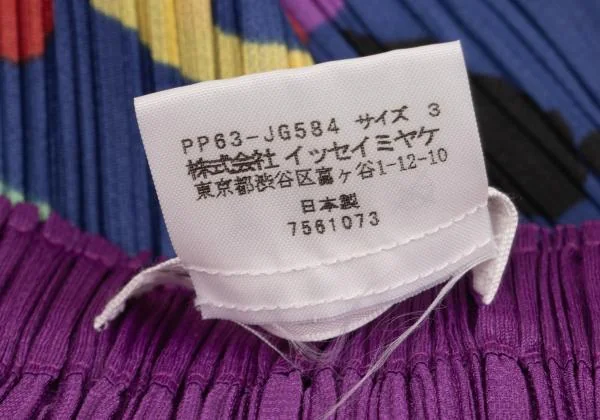 PP63-JG584 サイズ 3
株式会社 イッセイミヤケ
東京都渋谷区富ヶ谷1-12-10
日本製
7561073